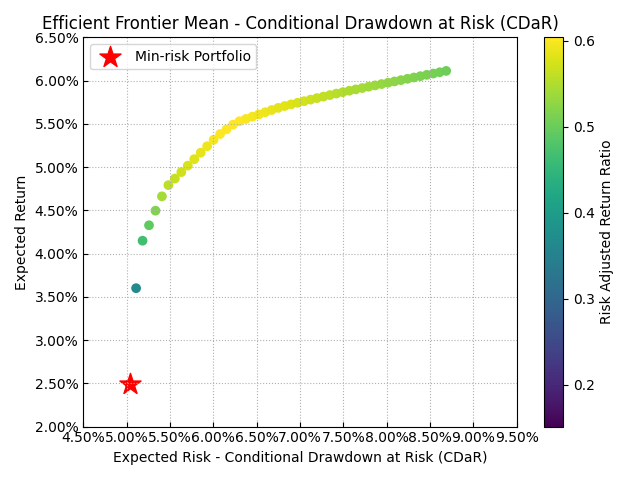 Efficient Frontier Mean - Conditional Drawdown at Risk (CDaR)
Min-risk Portfolio
6.50%
6.00%
5.50%
5.00%
4.50%
4.00%
3.50%
3.00%
2.50%
2.00%
Expected Return
4.50% 5.00% 5.50% 6.00% 6.50% 7.00% 7.50% 8.00% 8.50% 9.00% 9.50%
Expected Risk - Conditional Drawdown at Risk (CDaR)
0.6
0.5
0.4
0.3
0.2
Risk Adjusted Return Ratio